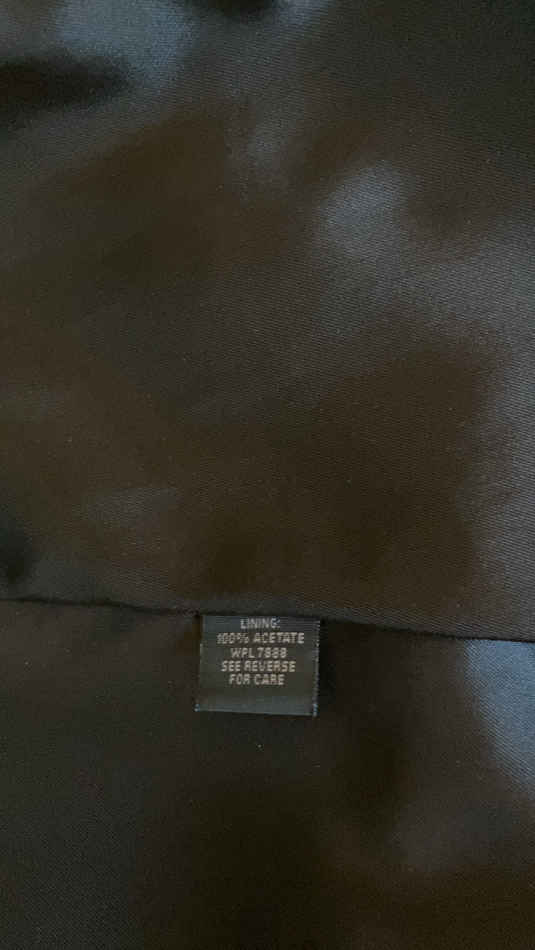 LINING:
100% ACETATE
WPL 7888
SEE REVERSE
FOR CARE